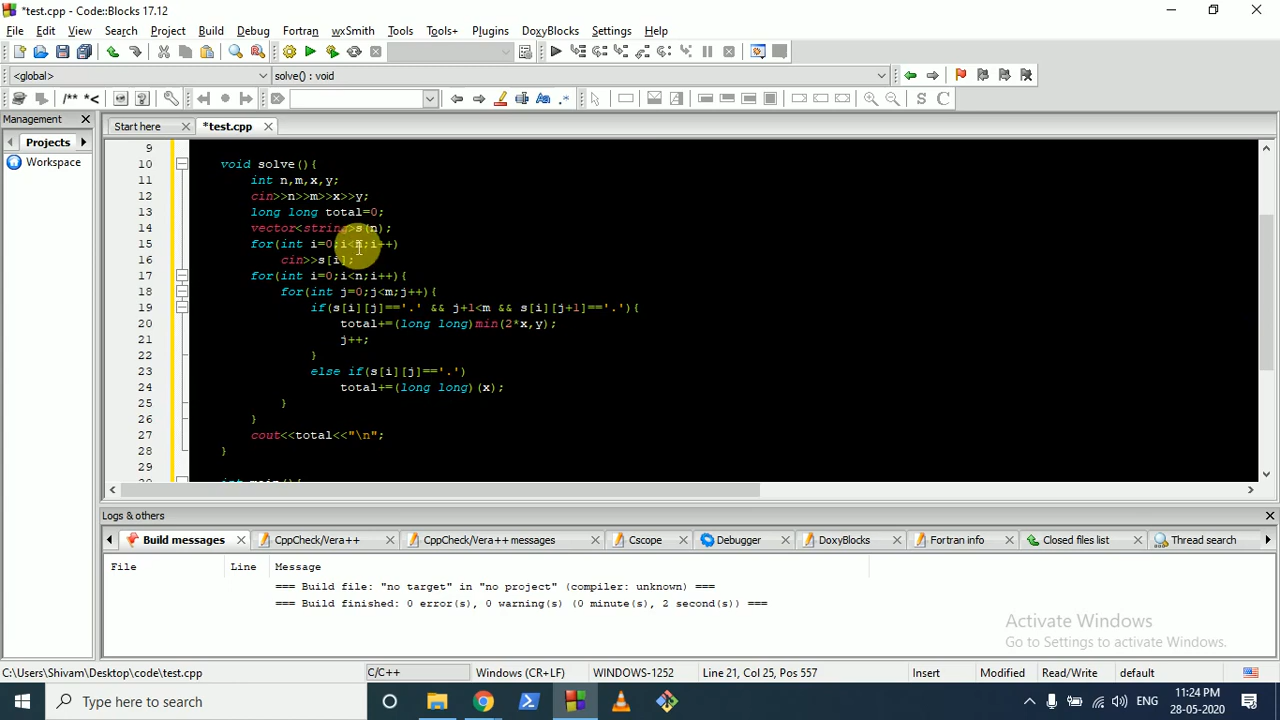 *test.cpp - Code::Blocks 17.12
File Edit View Search Project Build Debug Fortran wxSmith Tools Tools+ Plugins DoxyBlocks Settings Help
<global> solve() : void
/** *< S C
Management Start here *test.cpp
Projects
Workspace
9
10 void solve(){
11 int n,m,x,y;
12 cin>>n>>m>>x>>y;
13 long long total=0;
14 vector<string>s(n);
15 for(int i=0;i<n;i++)
16 cin>>s[i];
17 for(int i=0;i<n;i++){
18 for(int j=0;j<m;j++){
19 if(s[i][j]=='.' && j+1<m && s[i][j+1]=='.'){
20 total+=(long long)min(2*x,y);
21 j++;
22 }
23 else if(s[i][j]=='.')
24 total+=(long long)(x);
25 }
26 }
27 cout<<total<<"\n";
28 }
29
int main(){
Logs & others
Build messages CppCheck/Vera++ CppCheck/Vera++ messages Cscope Debugger DoxyBlocks Fortran info Closed files list Thread search
File Line Message
=== Build file: "no target" in "no project" (compiler: unknown) ===
=== Build finished: 0 error(s), 0 warning(s) (0 minute(s), 2 second(s)) ===
Activate Windows
Go to Settings to activate Windows.
C:\Users\Shivam\Desktop\code\test.cpp C/C++ Windows (CR+LF) WINDOWS-1252 Line 21, Col 25, Pos 557 Insert Modified Read/Write default
Type here to search ENG 11:24 PM
28-05-2020